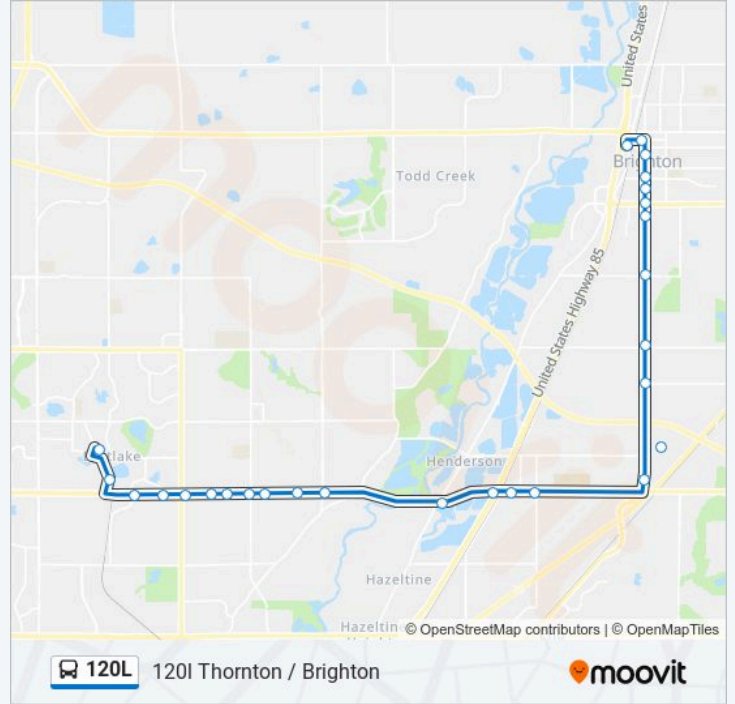 United States
Brighton
Todd Creek
United States Highway 85
Henderson
Hazeltine
Hazeltin
Heights
© OpenStreetMap contributors | © OpenMapTiles
120L 120l Thornton / Brighton
moovit